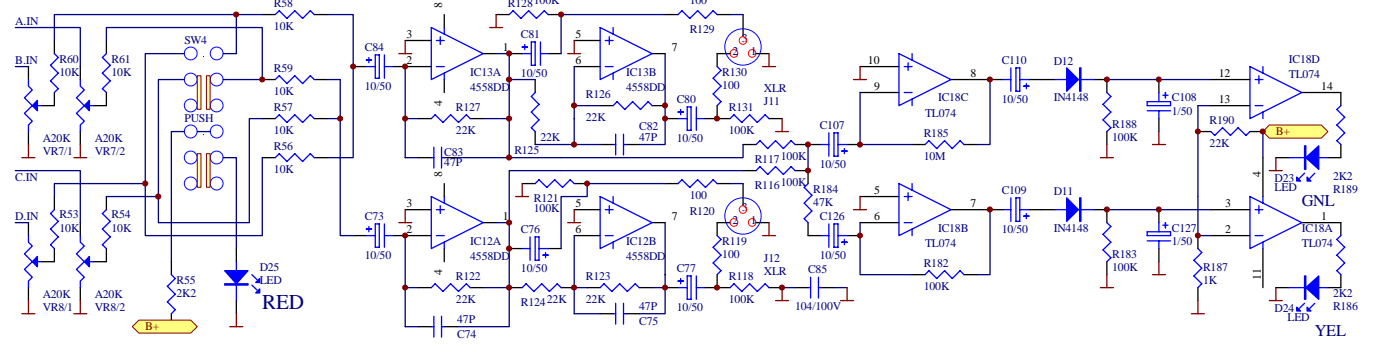 R58
10K
A.IN
SW4
B.IN
R60
10K
R61
10K
R59
10K
R57
10K
PUSH
A20K
VR7/1
A20K
VR7/2
R56
10K
C.IN
D.IN
R53
10K
R54
10K
A20K
VR8/1
A20K
VR8/2
R55
2K2
D25
LED
RED
B+
C84
10/50
8
3
2
1
4
IC13A
4558DD
R127
22K
C83
47P
R128
100K
C81
10/50
22K
R125
5
6
7
IC13B
4558DD
R126
22K
C82
47P
100
R129
3
2
1
R130
100
XLR
J11
C80
10/50
R131
100K
R117
100K
R116
100K
C73
10/50
8
3
2
1
4
IC12A
4558DD
R122
22K
47P
C74
R121
100K
C76
10/50
R124
22K
5
6
7
IC12B
4558DD
R123
22K
47P
C75
100
R120
3
2
1
R119
100
J12
XLR
C77
10/50
R118
100K
C85
104/100V
C107
10/50
R184
47K
C126
10/50
10
9
8
IC18C
TL074
R185
10M
C110
10/50
D12
IN4148
R188
100K
C108
1/50
5
6
7
IC18B
TL074
R182
100K
C109
10/50
D11
IN4148
R183
100K
C127
1/50
12
13
14
IC18D
TL074
R190
22K
B+
D23
LED
2K2
R189
GNL
4
3
2
1
11
IC18A
TL074
R187
1K
D24
LED
2K2
R186
YEL